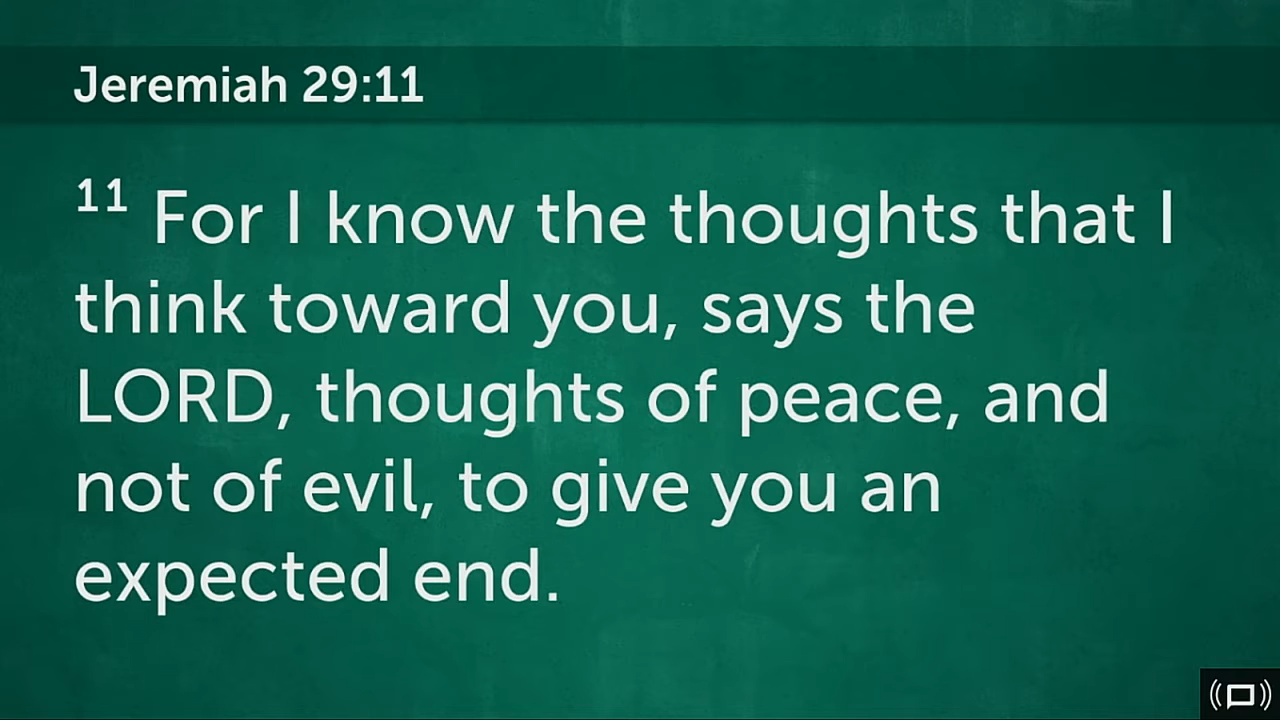 Jeremiah 29:11
11 For I know the thoughts that I
think toward you, says the
LORD, thoughts of peace, and
not of evil, to give you an
expected end.